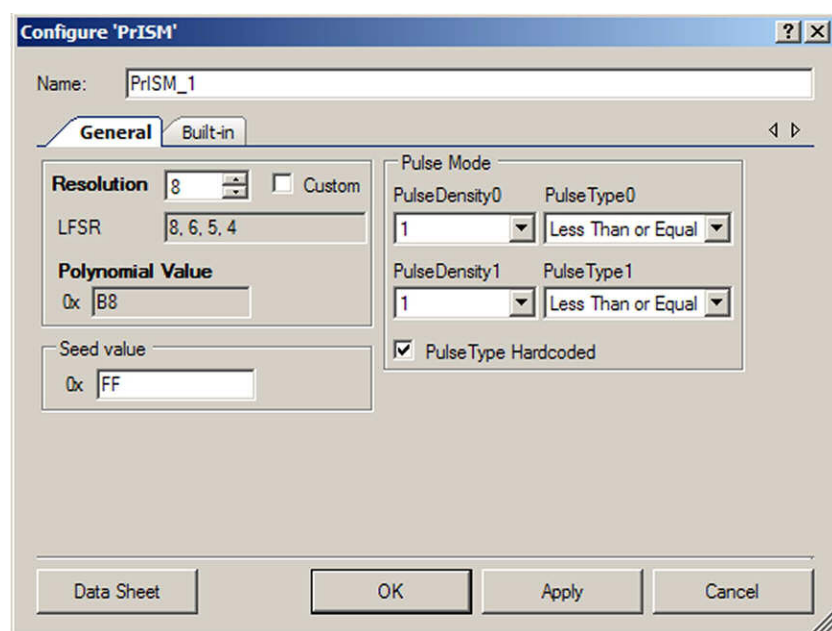 Configure 'PrISM'
Name: PrISM_1
General Built-in
Resolution 8 Custom
LFSR 8, 6, 5, 4
Polynomial Value
0x B8
Seed value
0x FF
Pulse Mode
PulseDensity0 PulseType0
1 Less Than or Equal
PulseDensity1 PulseType1
1 Less Than or Equal
PulseType Hardcoded
Data Sheet OK Apply Cancel